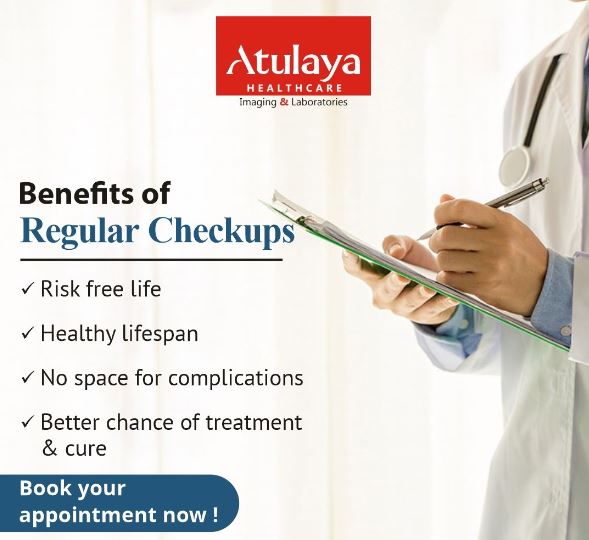 Atulaya
HEALTHCARE
Imaging & Laboratories
Benefits of
Regular Checkups
✓ Risk free life
✓ Healthy lifespan
✓ No space for complications
✓ Better chance of treatment
& cure
Book your
appointment now !